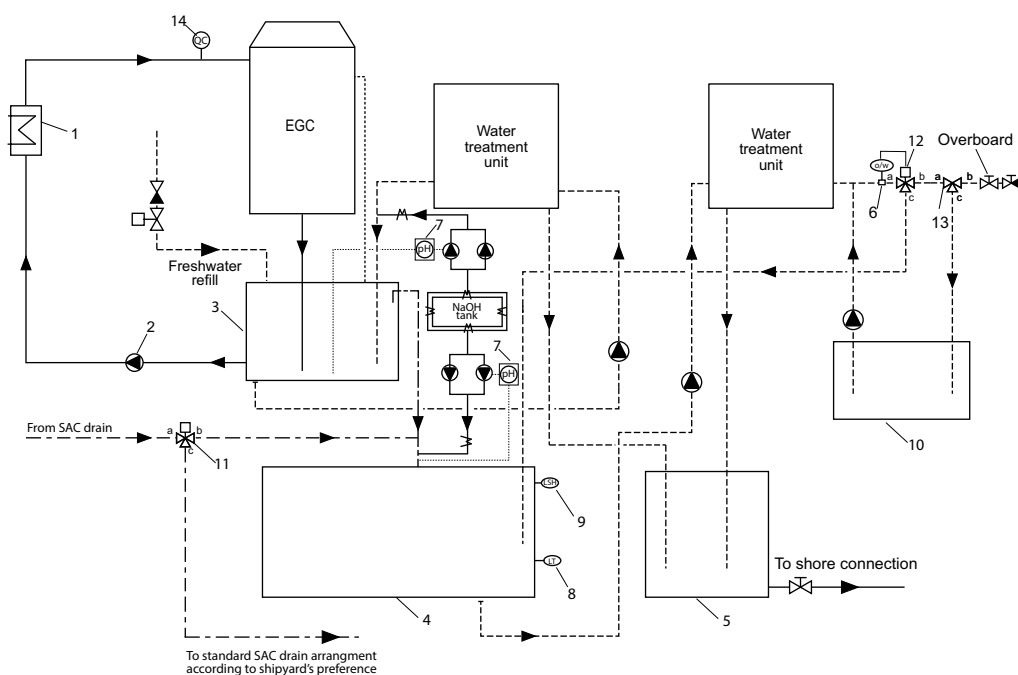 14
QC
1
EGC
Water
treatment
unit
Water
treatment
unit
12
Overboard
o/w
a
b
c
6
a
b
c
13
7
pH
Freshwater
refill
NaOH
tank
3
2
7
pH
10
From SAC drain
a
b
c
11
LSH
9
LT
8
To shore connection
4
5
To standard SAC drain arrangment
according to shipyard's preference